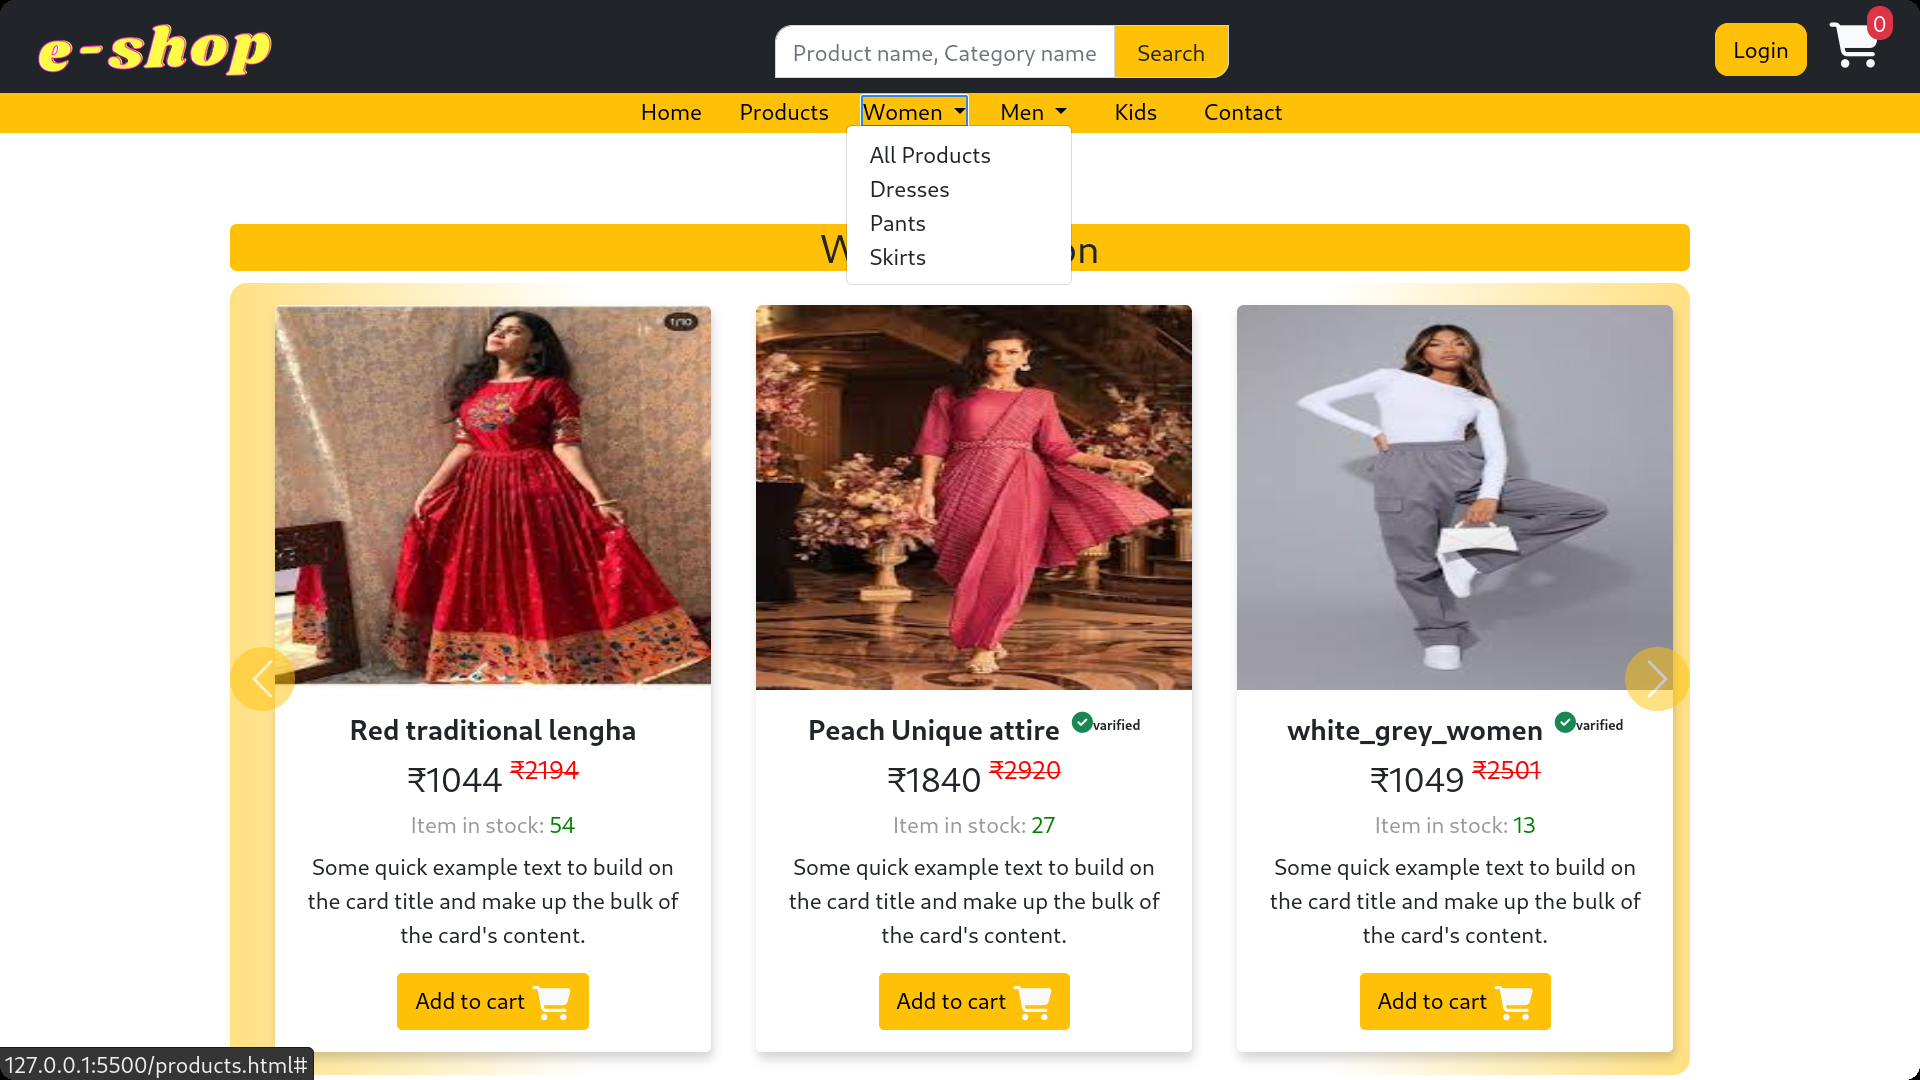 e-shop
Product name, Category name Search
Login
0
Home Products Women Men Kids Contact
All Products
Dresses
Pants
Skirts
Red traditional lengha
₹1044 ₹2194
Item in stock: 54
Some quick example text to build on
the card title and make up the bulk of
the card's content.
Add to cart
Peach Unique attire varified
₹1840 ₹2920
Item in stock: 27
Some quick example text to build on
the card title and make up the bulk of
the card's content.
Add to cart
white_grey_women varified
₹1049 ₹2501
Item in stock: 13
Some quick example text to build on
the card title and make up the bulk of
the card's content.
Add to cart
127.0.0.1:5500/products.html#